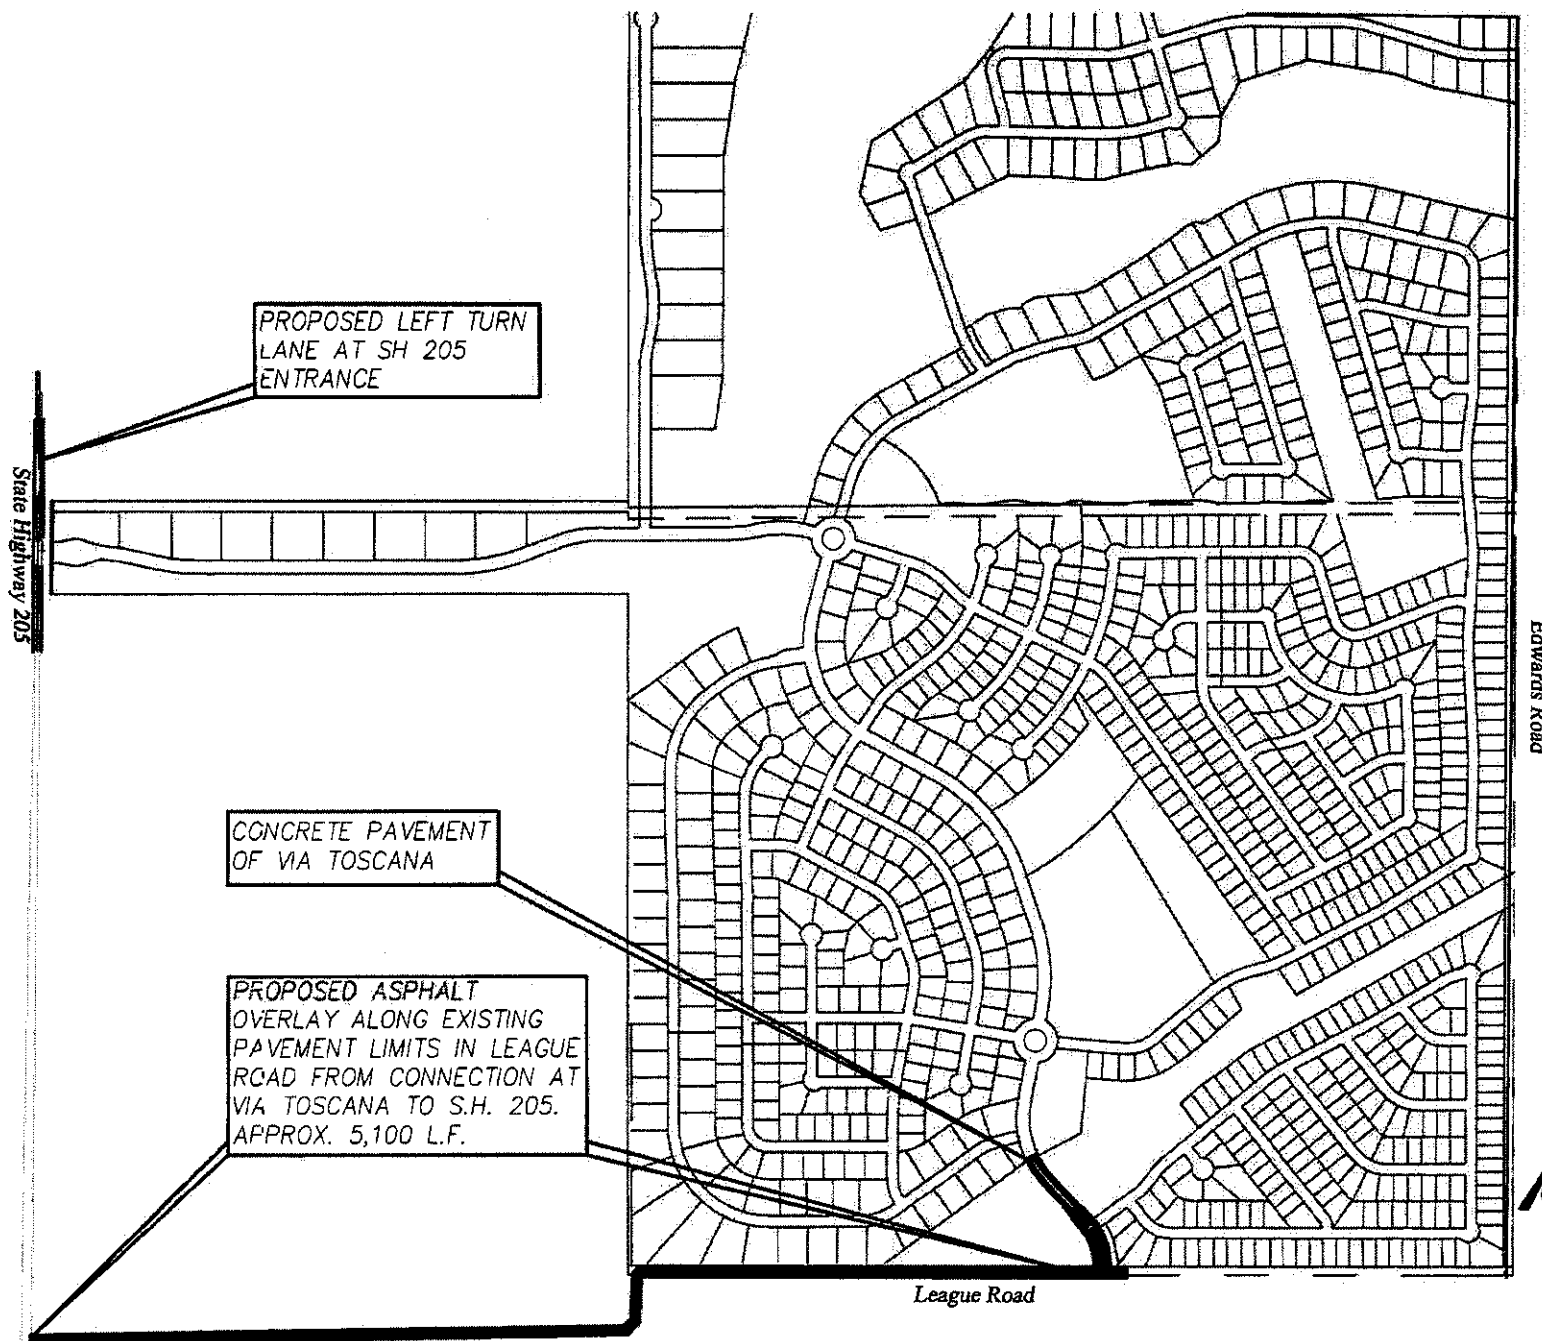 PROPOSED LEFT TURN
LANE AT SH 205
ENTRANCE
State Highway 205
Edwards Road
CONCRETE PAVEMENT
OF VIA TOSCANA
PROPOSED ASPHALT
OVERLAY ALONG EXISTING
PAVEMENT LIMITS IN LEAGUE
ROAD FROM CONNECTION AT
VIA TOSCANA TO S.H. 205.
APPROX. 5,100 L.F.
League Road